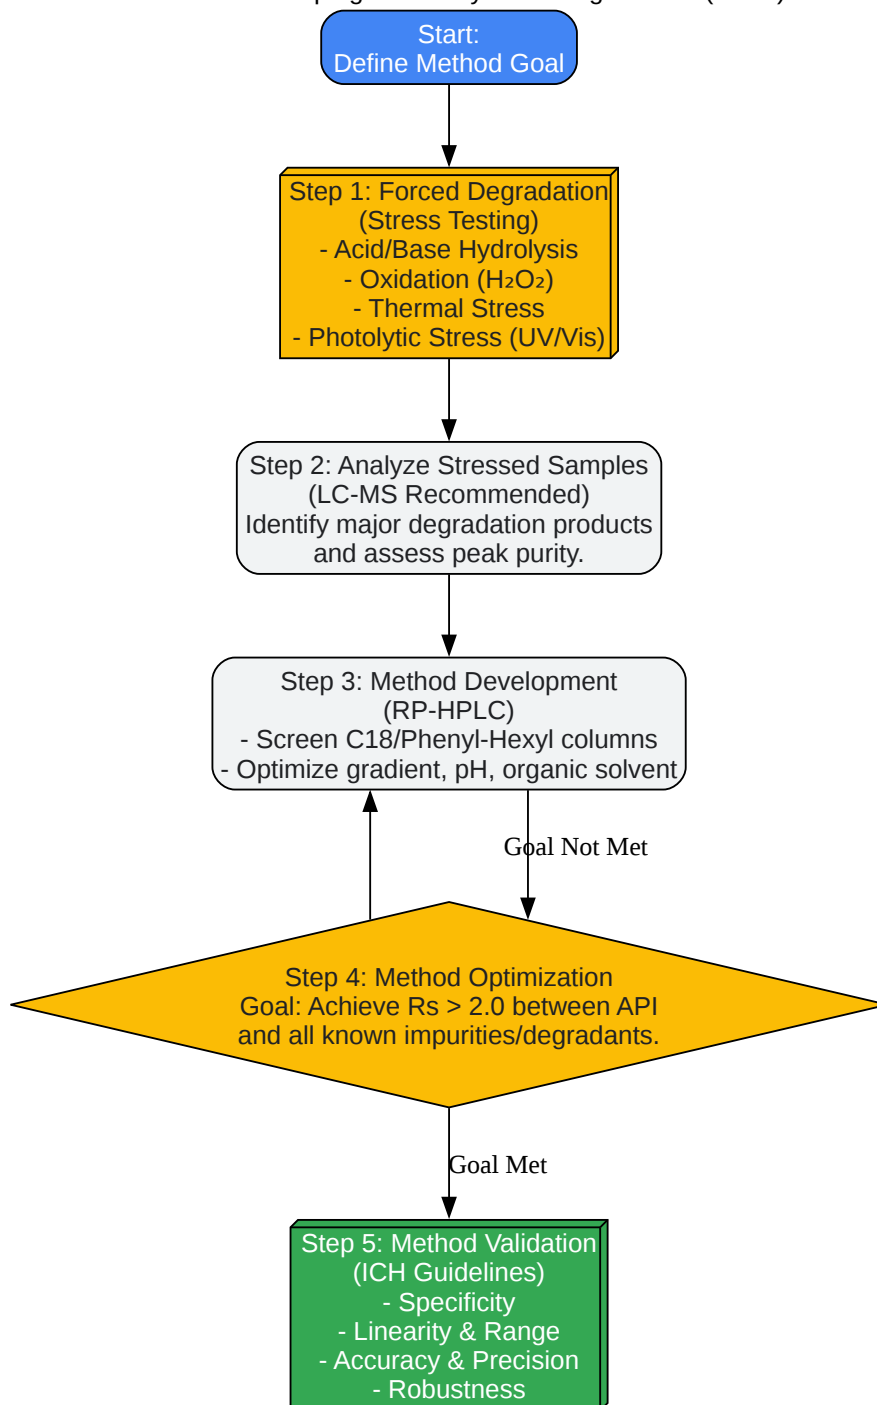 Start:
Define Method Goal
Step 1: Forced Degradation
(Stress Testing)
- Acid/Base Hydrolysis
- Oxidation (H₂O₂)
- Thermal Stress
- Photolytic Stress (UV/Vis)
Step 2: Analyze Stressed Samples
(LC-MS Recommended)
Identify major degradation products
and assess peak purity.
Step 3: Method Development
(RP-HPLC)
- Screen C18/Phenyl-Hexyl columns
- Optimize gradient, pH, organic solvent
Goal Not Met
Step 4: Method Optimization
Goal: Achieve Rs > 2.0 between API
and all known impurities/degradants.
Goal Met
Step 5: Method Validation
(ICH Guidelines)
- Specificity
- Linearity & Range
- Accuracy & Precision
- Robustness